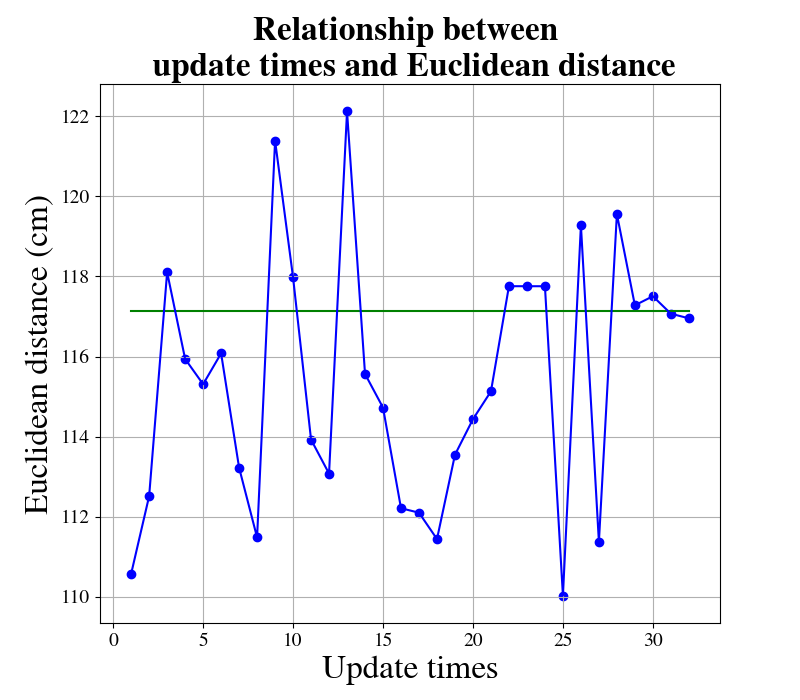 Relationship between
update times and Euclidean distance
Euclidean distance (cm)
122
120
118
116
114
112
110
0 5 10 15 20 25 30
Update times